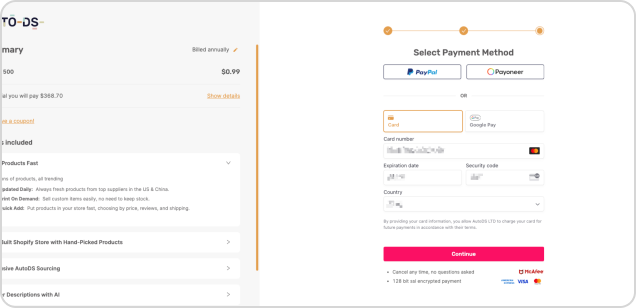 TO-DS-
mary
Billed annually
500
$0.99
ial you will pay $368.70
Show details
ve a coupon!
s included
Products Fast
ons of products, all trending
pdated Daily: Always fresh products from top suppliers in the US & China.
rint On Demand: Sell custom items easily, no need to keep stock.
uick Add: Put products in your store fast, choosing by price, reviews, and shipping.
Built Shopify Store with Hand-Picked Products
usive AutoDS Sourcing
r Descriptions with AI
Select Payment Method
PayPal
Payoneer
OR
Card
Google Pay
Card number
Expiration date
Security code
Country
By providing your card information, you allow AutoDS LTD to charge your card for
future payments in accordance with their terms.
Continue
Cancel any time, no questions asked
McAfee
128 bit ssl encrypted payment
VISA